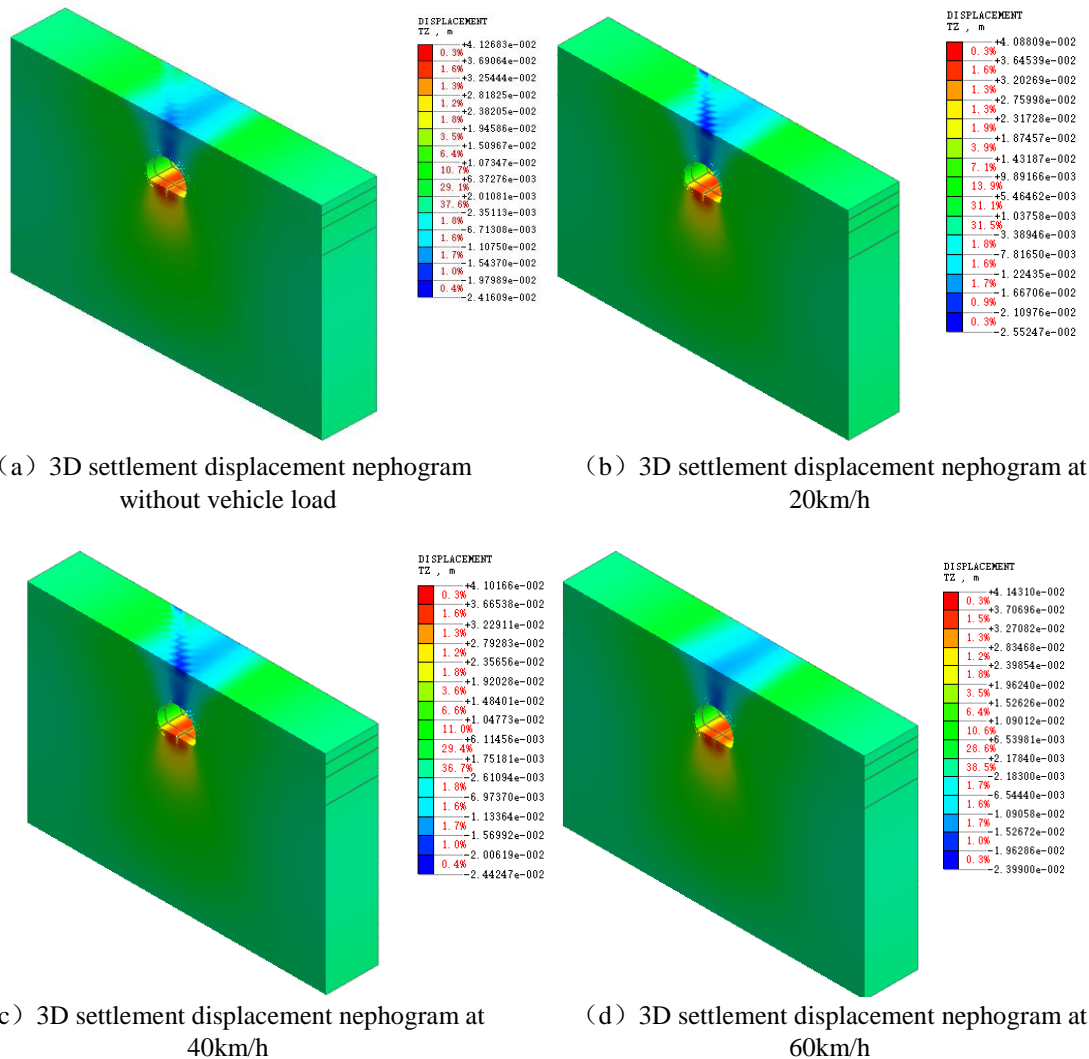 DISPLACEMENT
TZ , m
+4.12683e-002
0.3%
+3.69064e-002
1.6%
+3.25444e-002
1.3%
+2.81825e-002
1.2%
+2.38205e-002
1.8%
+1.94586e-002
3.5%
+1.50967e-002
6.4%
+1.07347e-002
10.7%
+6.37276e-003
29.1%
+2.01081e-003
37.6%
-2.35113e-003
1.8%
-6.71308e-003
1.6%
-1.10750e-002
1.7%
-1.54370e-002
1.0%
-1.97989e-002
0.4%
-2.41609e-002
(a) 3D settlement displacement nephogram
without vehicle load
DISPLACEMENT
TZ , m
+4.08809e-002
0.3%
+3.64539e-002
1.6%
+3.20269e-002
1.3%
+2.75998e-002
1.3%
+2.31728e-002
1.9%
+1.87457e-002
3.9%
+1.43187e-002
7.1%
+9.89166e-003
13.9%
+5.46462e-003
31.1%
+1.03758e-003
31.5%
-3.38946e-003
1.8%
-7.81650e-003
1.6%
-1.22435e-002
1.7%
-1.66706e-002
0.9%
-2.10976e-002
0.3%
-2.55247e-002
(b) 3D settlement displacement nephogram at
20km/h
DISPLACEMENT
TZ , m
+4.10166e-002
0.3%
+3.66538e-002
1.6%
+3.22911e-002
1.3%
+2.79283e-002
1.2%
+2.35656e-002
1.8%
+1.92028e-002
3.6%
+1.48401e-002
6.6%
+1.04773e-002
11.0%
+6.11456e-003
29.4%
+1.75181e-003
36.7%
-2.61094e-003
1.8%
-6.97370e-003
1.6%
-1.13364e-002
1.7%
-1.56992e-002
1.0%
-2.00619e-002
0.4%
-2.44247e-002
c) 3D settlement displacement nephogram at
40km/h
DISPLACEMENT
TZ , m
+4.14310e-002
0.3%
+3.70696e-002
1.5%
+3.27082e-002
1.3%
+2.83468e-002
1.2%
+2.39854e-002
1.8%
+1.96240e-002
3.5%
+1.52626e-002
6.4%
+1.09012e-002
10.6%
+6.53981e-003
28.6%
+2.17840e-003
38.5%
-2.18300e-003
1.7%
-6.54440e-003
1.6%
-1.09058e-002
1.7%
-1.52672e-002
1.0%
-1.96286e-002
0.3%
-2.39900e-002
(d) 3D settlement displacement nephogram at
60km/h